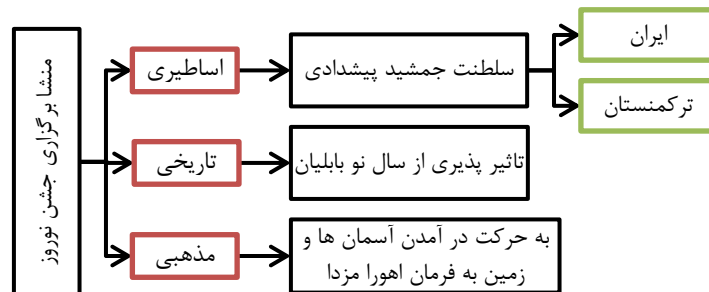 منشا برگزاری جشن نوروز
اساطیری
سلطنت جمشید پیشدادی
ایران
ترکمنستان
تاریخی
تاثیر پذیری از سال نو بابلیان
مذهبی
به حرکت در آمدن آسمان ها و
زمین به فرمان اهورا مزدا